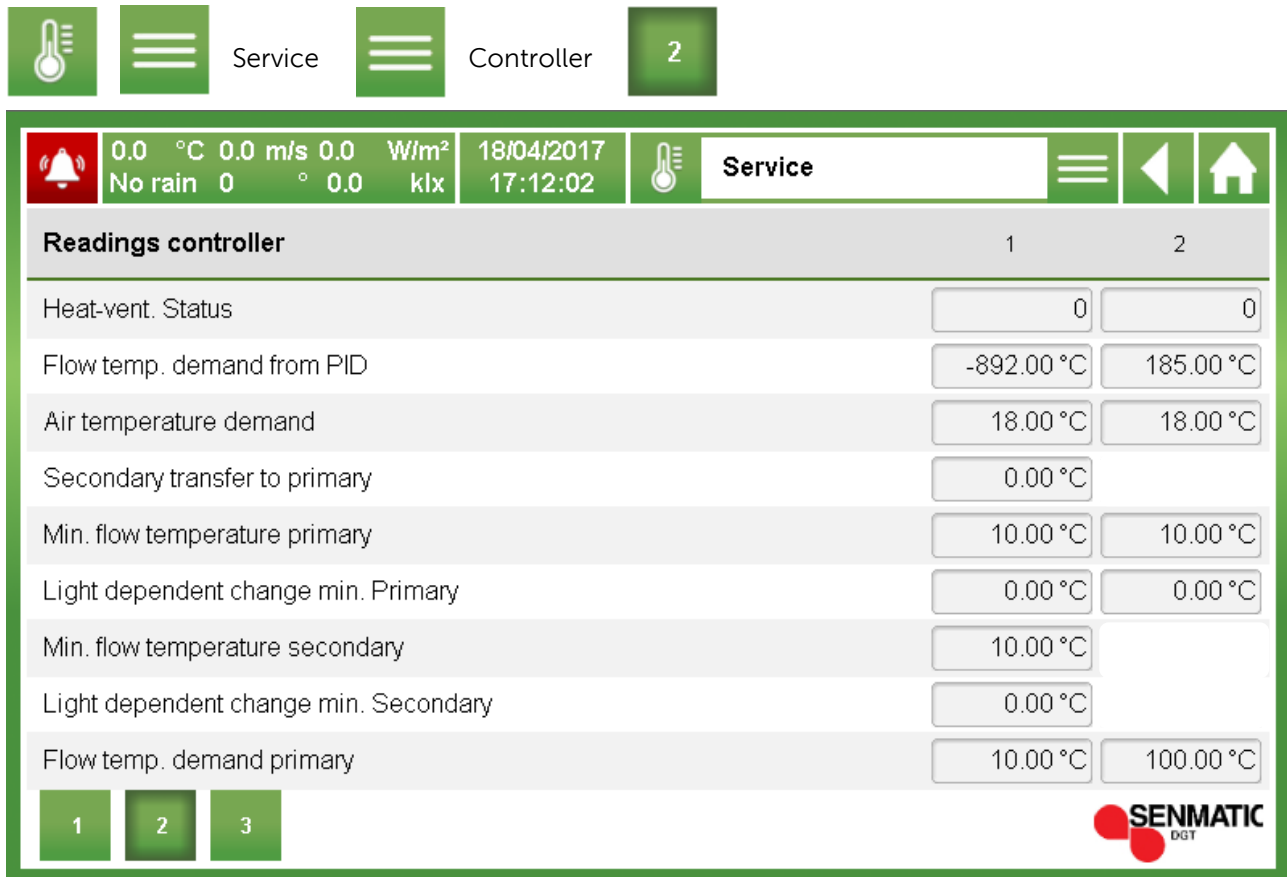 Service Controller 2
0.0 °C 0.0 m/s 0.0 W/m² 18/04/2017
No rain 0 ° 0.0 klx 17:12:02
Service
Readings controller 1 2
Heat-vent. Status 0 0
Flow temp. demand from PID -892.00 °C 185.00 °C
Air temperature demand 18.00 °C 18.00 °C
Secondary transfer to primary 0.00 °C
Min. flow temperature primary 10.00 °C 10.00 °C
Light dependent change min. Primary 0.00 °C 0.00 °C
Min. flow temperature secondary 10.00 °C
Light dependent change min. Secondary 0.00 °C
Flow temp. demand primary 10.00 °C 100.00 °C
1 2 3
SENMATIC
DGT